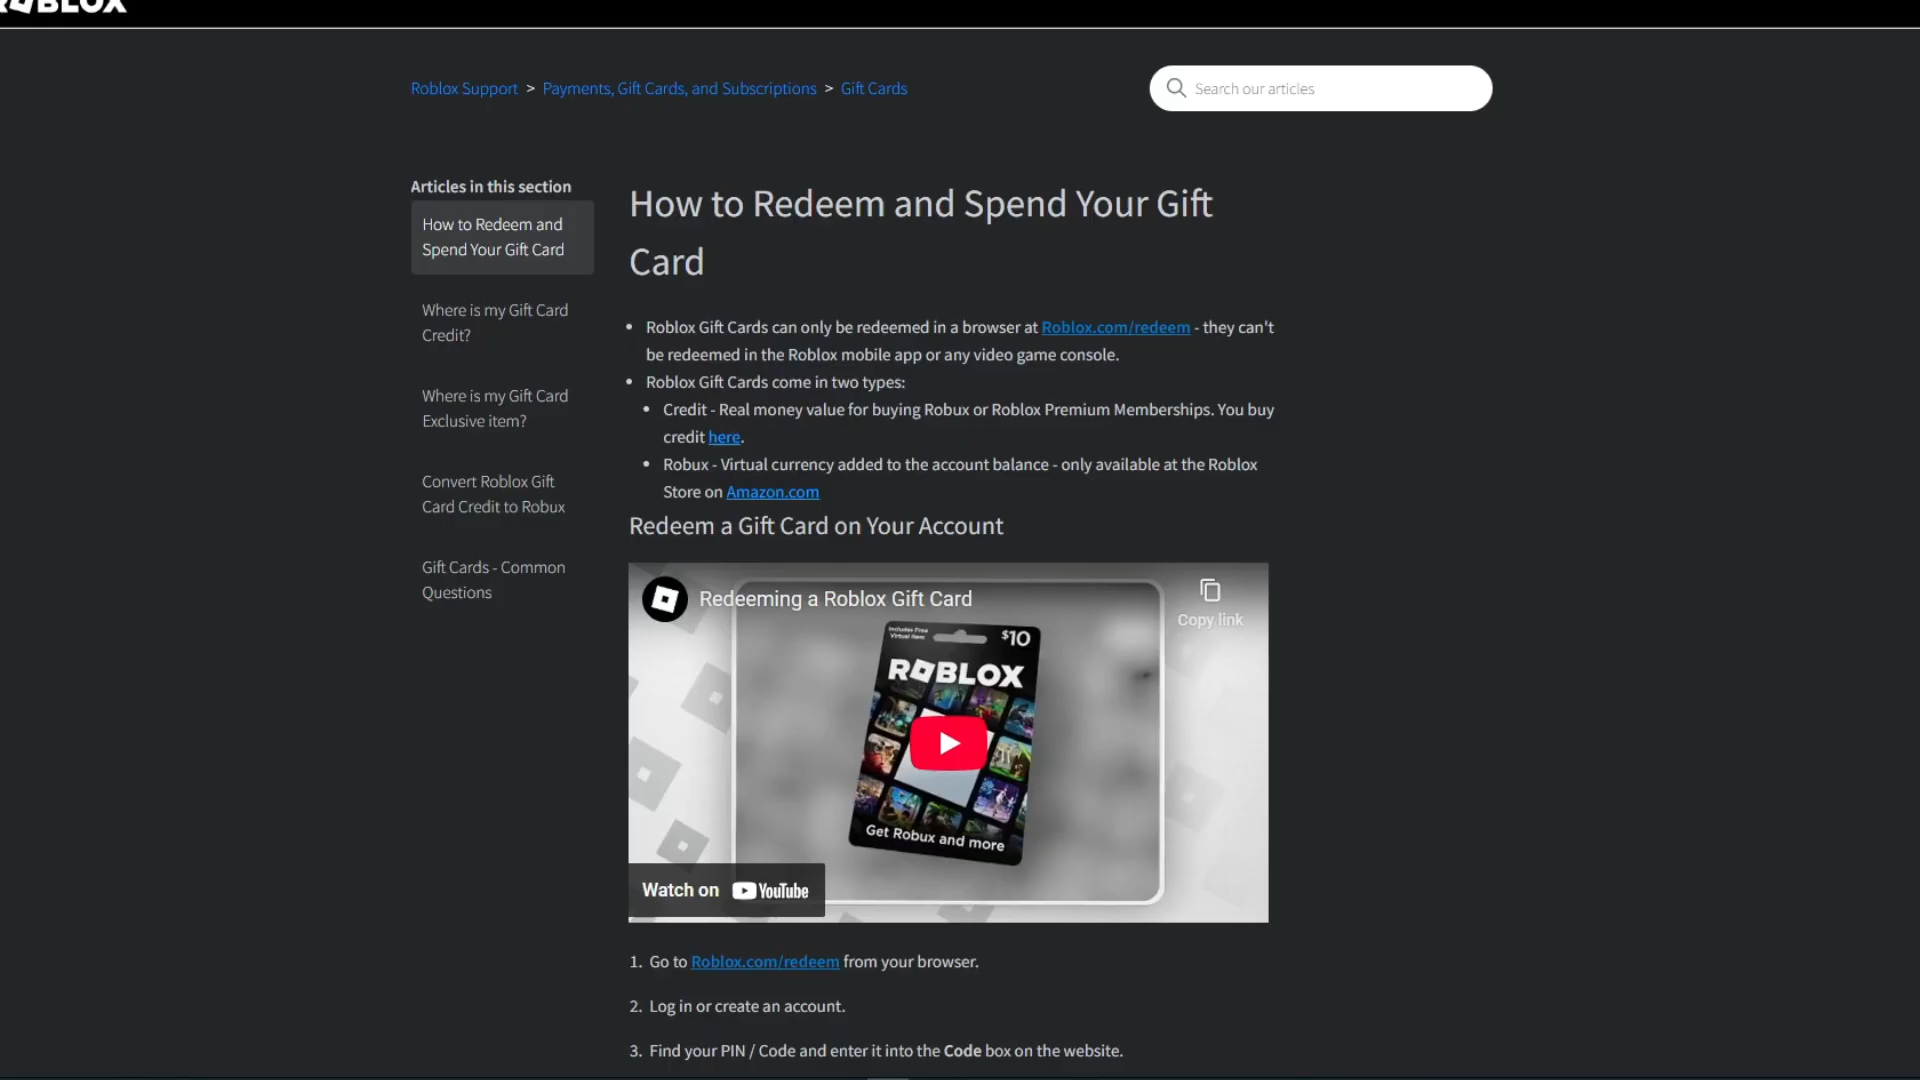 ROBLOX
Roblox Support > Payments, Gift Cards, and Subscriptions > Gift Cards
Search our articles
Articles in this section
How to Redeem and
Spend Your Gift Card
Where is my Gift Card
Credit?
Where is my Gift Card
Exclusive item?
Convert Roblox Gift
Card Credit to Robux
Gift Cards - Common
Questions
How to Redeem and Spend Your Gift
Card
• Roblox Gift Cards can only be redeemed in a browser at Roblox.com/redeem - they can't
be redeemed in the Roblox mobile app or any video game console.
• Roblox Gift Cards come in two types:
• Credit - Real money value for buying Robux or Roblox Premium Memberships. You buy
credit here.
• Robux - Virtual currency added to the account balance - only available at the Roblox
Store on Amazon.com
Redeem a Gift Card on Your Account
Redeeming a Roblox Gift Card
Copy link
Includes Free
Virtual Item
$10
ROBLOX
Get Robux and more
Watch on YouTube
1. Go to Roblox.com/redeem from your browser.
2. Log in or create an account.
3. Find your PIN / Code and enter it into the Code box on the website.